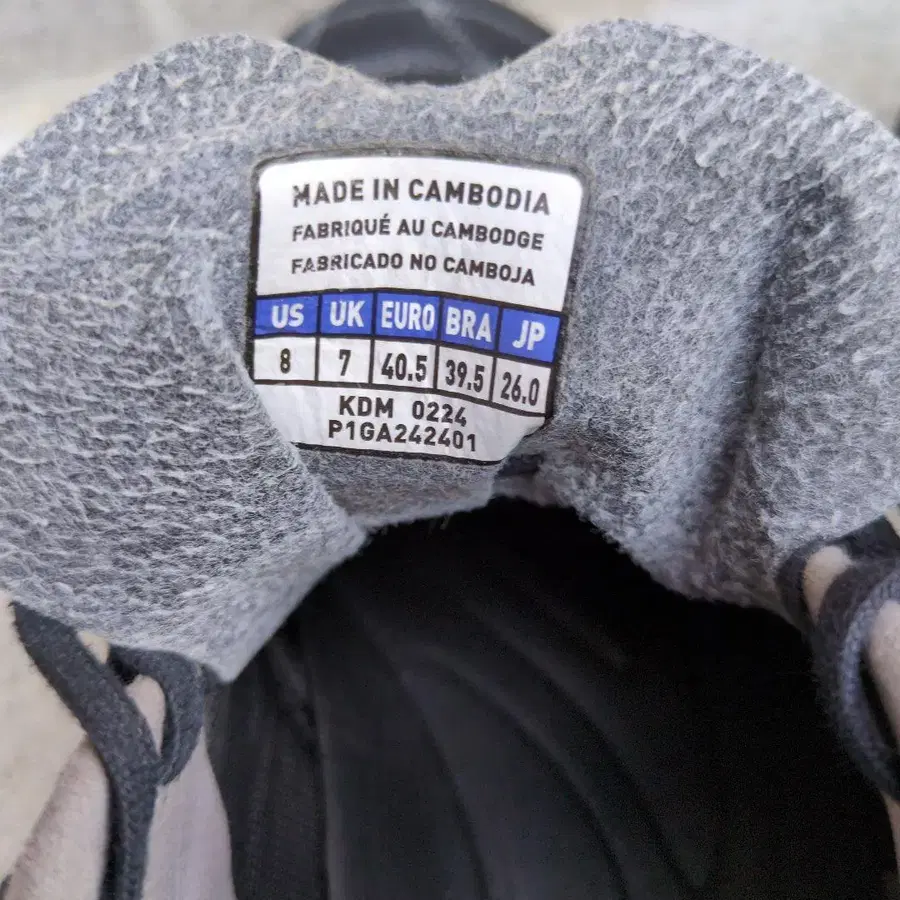 MADE IN CAMBODIA
FABRIQUÉ AU CAMBODGE
FABRICADO NO CAMBOJA
US UK EURO BRA JP
8 7 40.5 39.5 26.0
KDM 0224
P1GA242401